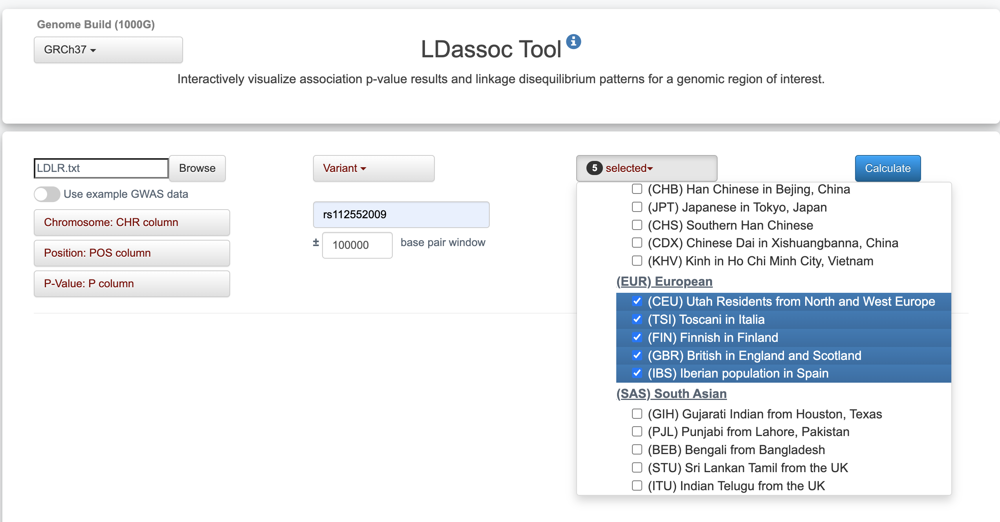 Genome Build (1000G)
GRCh37
LDassoc Tool
Interactively visualize association p-value results and linkage disequilibrium patterns for a genomic region of interest.
LDLR.txt
Browse
Use example GWAS data
Chromosome: CHR column
Position: POS column
P-Value: P column
Variant
rs112552009
± 100000 base pair window
5 selected
Calculate
(CHB) Han Chinese in Bejing, China
(JPT) Japanese in Tokyo, Japan
(CHS) Southern Han Chinese
(CDX) Chinese Dai in Xishuangbanna, China
(KHV) Kinh in Ho Chi Minh City, Vietnam
(EUR) European
(CEU) Utah Residents from North and West Europe
(TSI) Toscani in Italia
(FIN) Finnish in Finland
(GBR) British in England and Scotland
(IBS) Iberian population in Spain
(SAS) South Asian
(GIH) Gujarati Indian from Houston, Texas
(PJL) Punjabi from Lahore, Pakistan
(BEB) Bengali from Bangladesh
(STU) Sri Lankan Tamil from the UK
(ITU) Indian Telugu from the UK